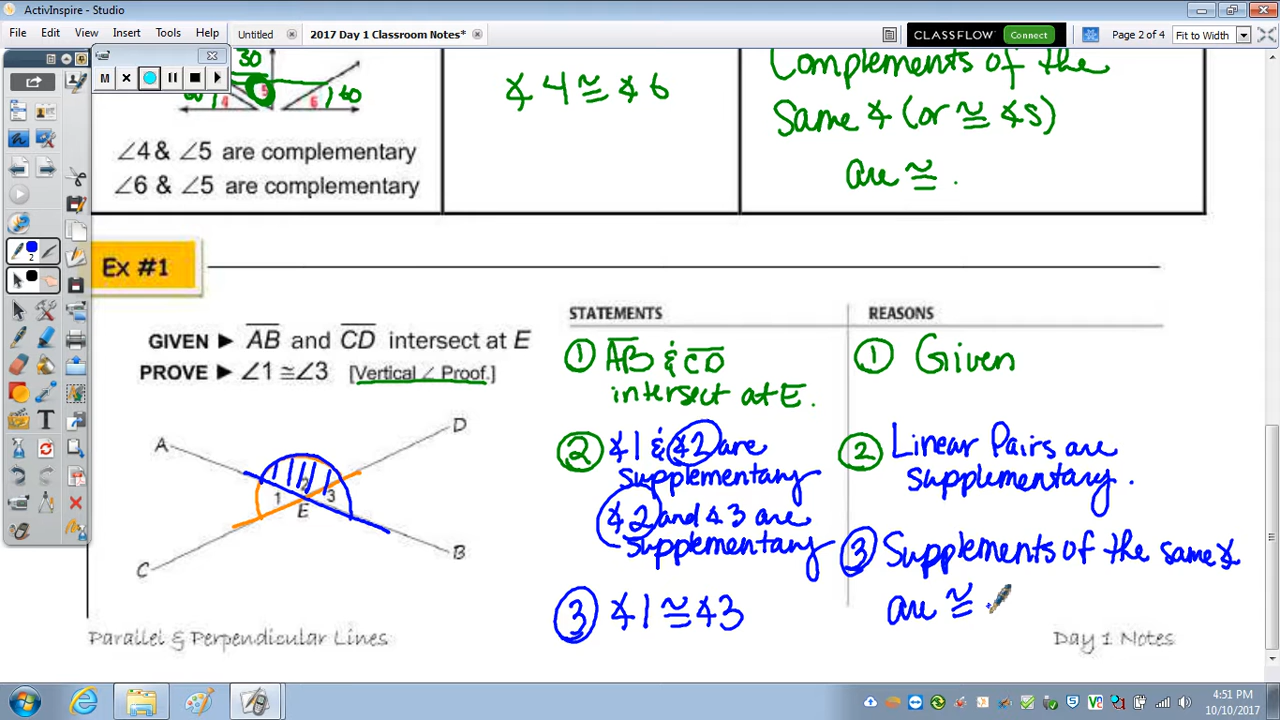 ActivInspire - Studio
File Edit View Insert Tools Help
Untitled
2017 Day 1 Classroom Notes*
CLASSFLOW Connect
Page 2 of 4
Fit to Width
M
30
60 4 5 6 60
∠4 & ∠5 are complementary
∠6 & ∠5 are complementary
∡4 ≅ ∡6
Complements of the
Same ∡ (or ≅ ∡s)
are ≅.
Ex #1
GIVEN ► AB and CD intersect at E
PROVE ► ∠1 ≅ ∠3 [Vertical ∠ Proof.]
A D
1 2 3
E
C B
STATEMENTS
① AB & CD
intersect at E.
② ∡1 & ∡2 are
supplementary
∡2 and ∡3 are
supplementary
③ ∡1 ≅ ∡3
REASONS
① Given
② Linear Pairs are
supplementary.
③ Supplements of the same ∡
are ≅.
Parallel & Perpendicular Lines
Day 1 Notes
4:51 PM
10/10/2017